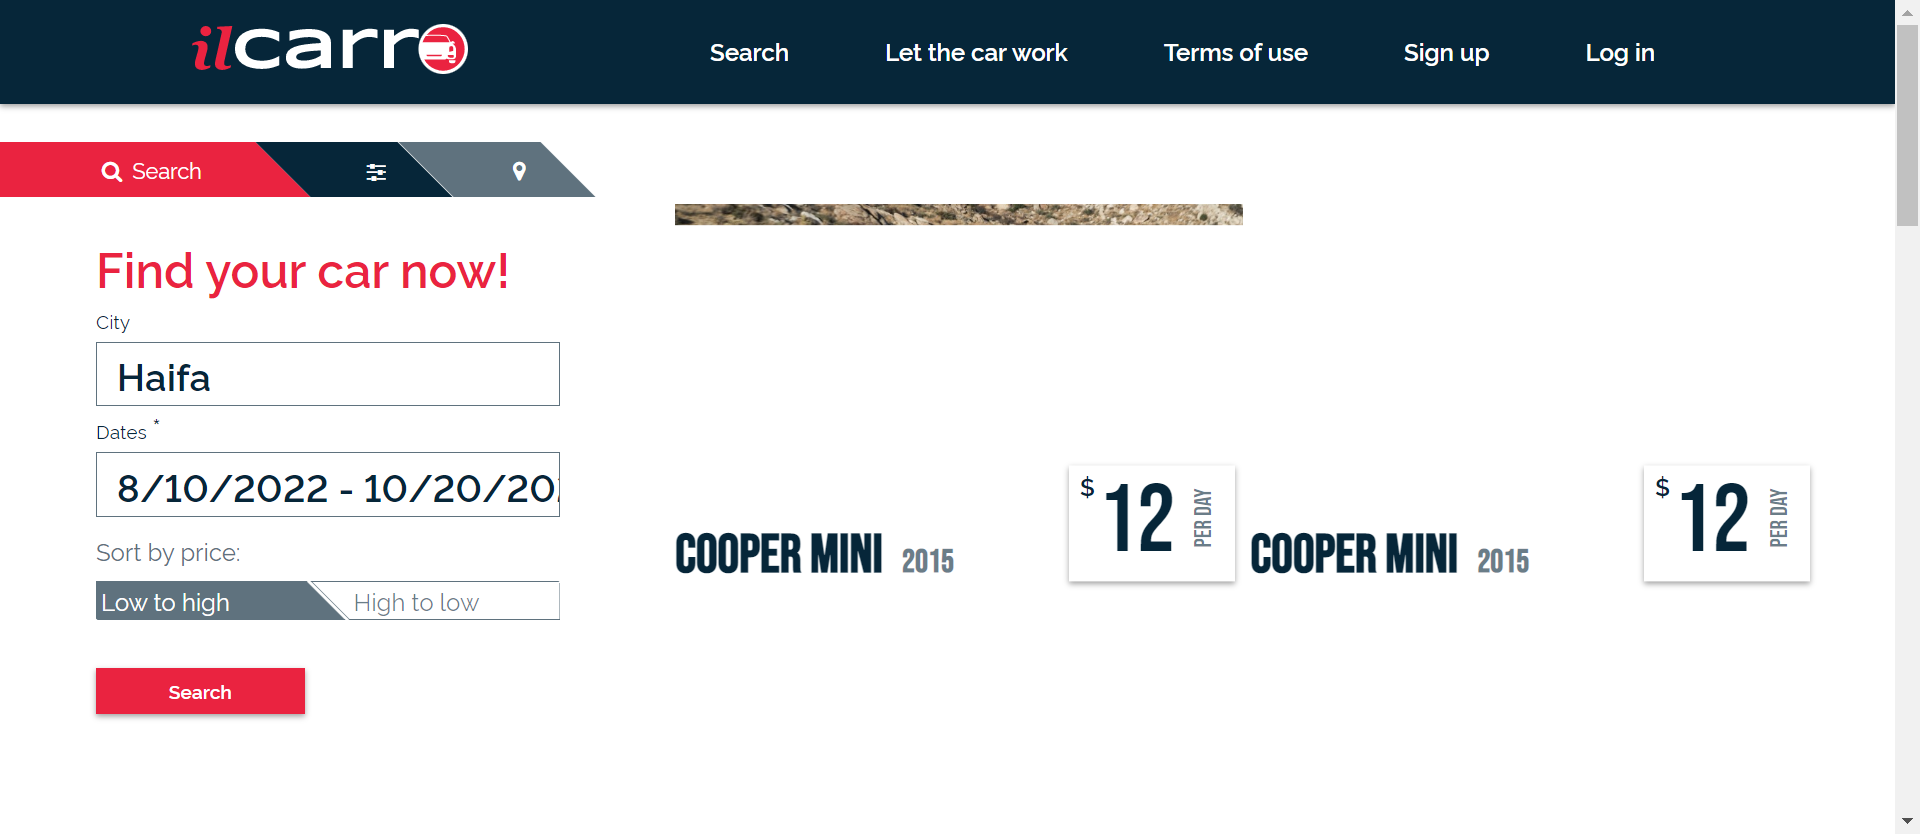 ilcarro
Search
Let the car work
Terms of use
Sign up
Log in
Search
Find your car now!
City
Haifa
Dates *
8/10/2022 - 10/20/20
Sort by price:
Low to high
High to low
Search
COOPER MINI 2015
$ 12 PER DAY
COOPER MINI 2015
$ 12 PER DAY